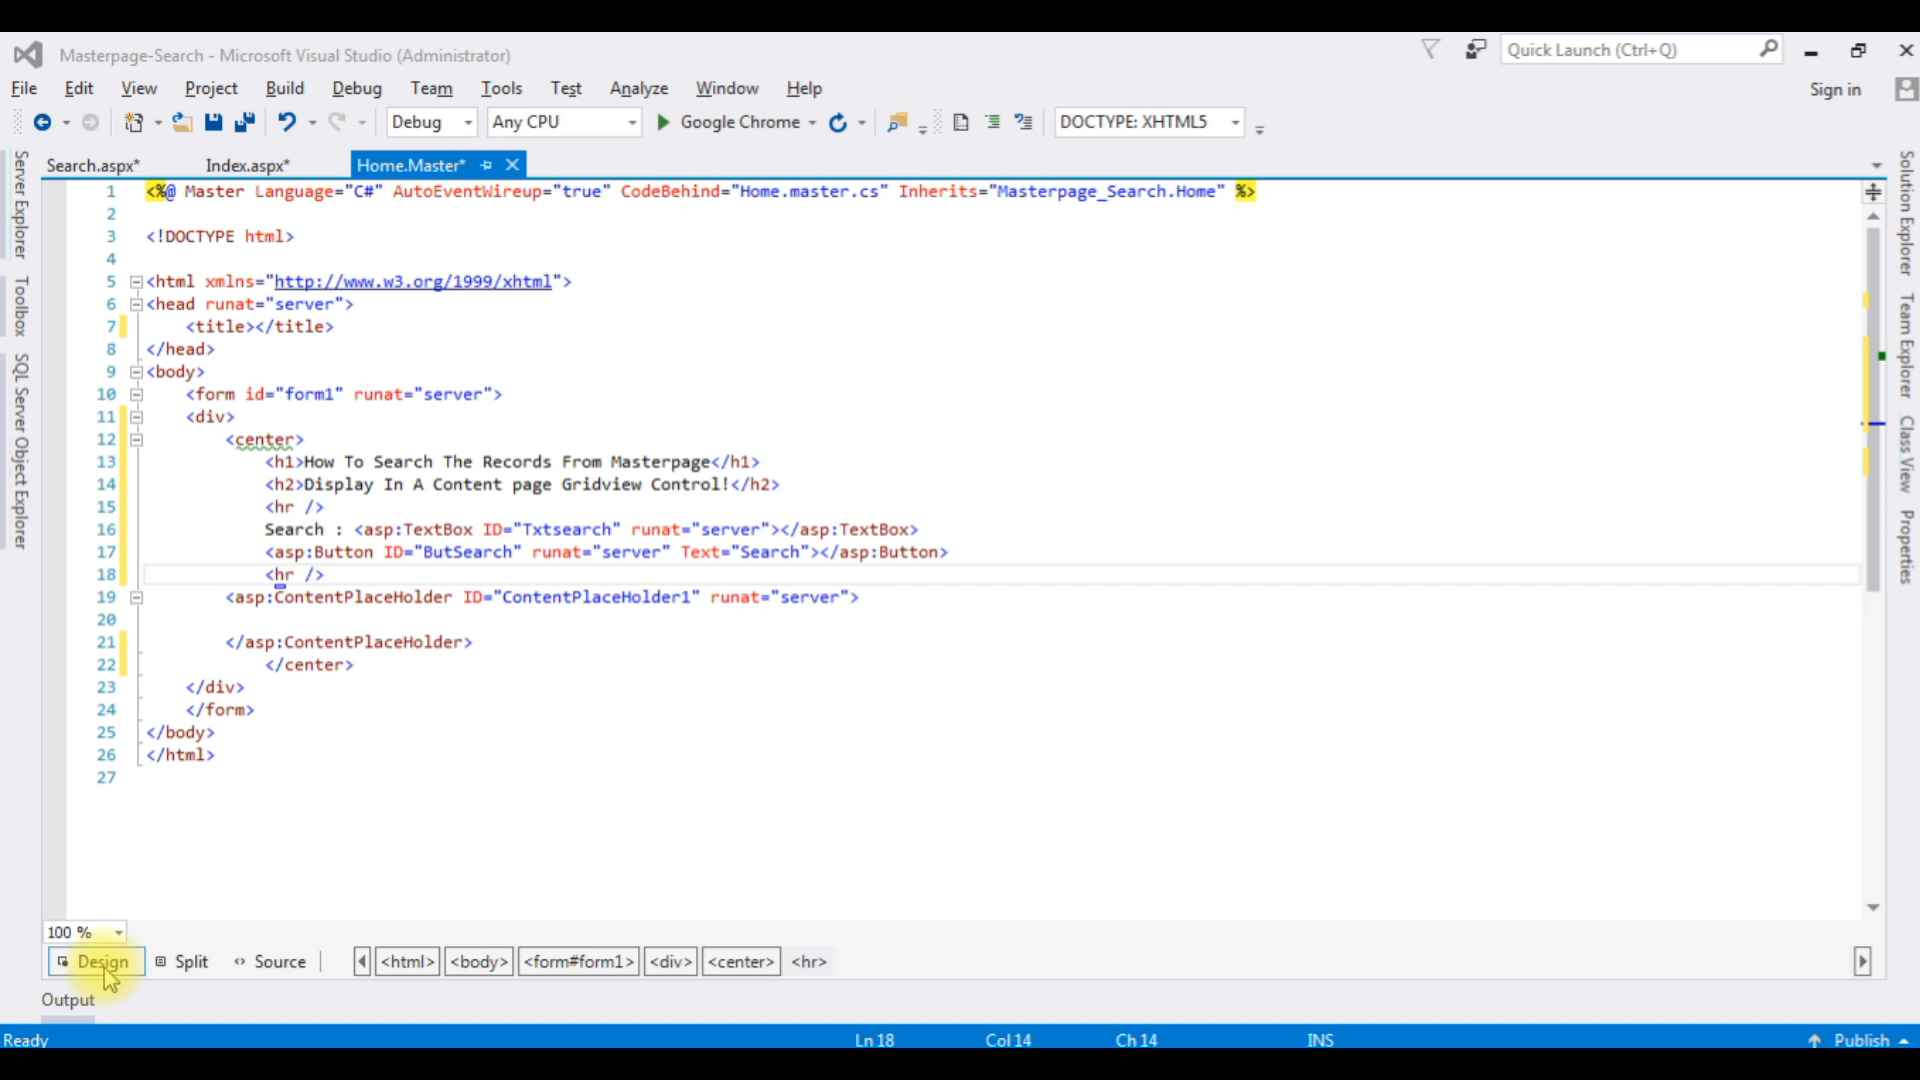 Masterpage-Search - Microsoft Visual Studio (Administrator)
Quick Launch (Ctrl+Q)
File Edit View Project Build Debug Team Tools Test Analyze Window Help
Sign in
Debug Any CPU Google Chrome DOCTYPE: XHTML5
Search.aspx* Index.aspx* Home.Master*
Server Explorer
Toolbox
SQL Server Object Explorer
1 <%@ Master Language="C#" AutoEventWireup="true" CodeBehind="Home.master.cs" Inherits="Masterpage_Search.Home" %>
2
3 <!DOCTYPE html>
4
5 <html xmlns="http://www.w3.org/1999/xhtml">
6 <head runat="server">
7 <title></title>
8 </head>
9 <body>
10 <form id="form1" runat="server">
11 <div>
12 <center>
13 <h1>How To Search The Records From Masterpage</h1>
14 <h2>Display In A Content page Gridview Control!</h2>
15 <hr />
16 Search : <asp:TextBox ID="Txtsearch" runat="server"></asp:TextBox>
17 <asp:Button ID="ButSearch" runat="server" Text="Search"></asp:Button>
18 <hr />
19 <asp:ContentPlaceHolder ID="ContentPlaceHolder1" runat="server">
20
21 </asp:ContentPlaceHolder>
22 </center>
23 </div>
24 </form>
25 </body>
26 </html>
27
Solution Explorer
Team Explorer
Class View
Properties
100 %
Design Split Source <html> <body> <form#form1> <div> <center> <hr>
Output
Ready Ln 18 Col 14 Ch 14 INS Publish